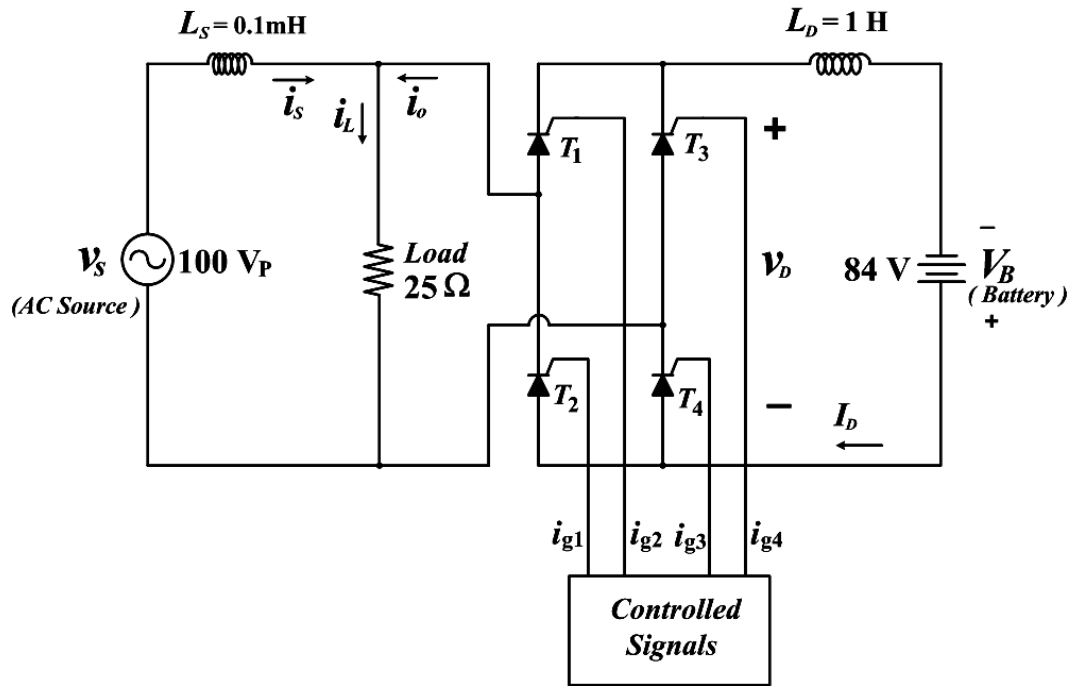 L_S = 0.1mH
L_D = 1 H
i_S
i_L
i_o
T_1
T_3
+
v_S
100 V_P
(AC Source)
Load
25 Ω
v_D
84 V
−
V_B
(Battery)
+
T_2
T_4
−
I_D
i_g1
i_g2
i_g3
i_g4
Controlled
Signals